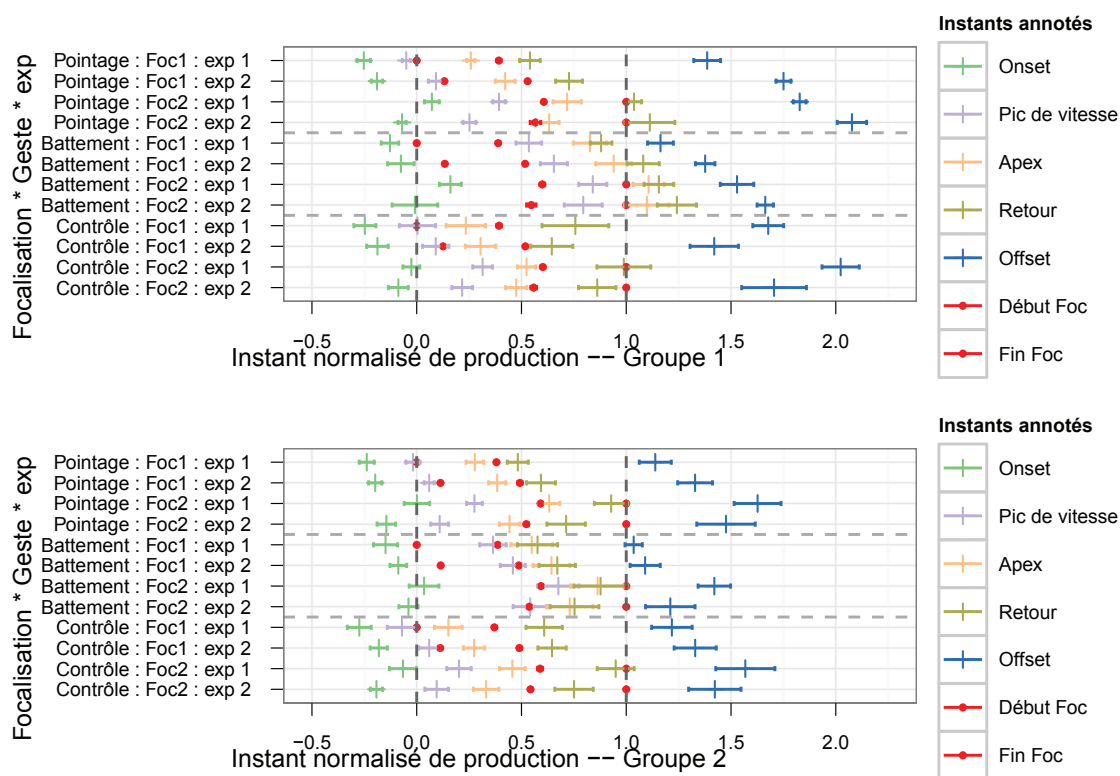 Focalisation * Geste * exp
Pointage : Foc1 : exp 1
Pointage : Foc1 : exp 2
Pointage : Foc2 : exp 1
Pointage : Foc2 : exp 2
Battement : Foc1 : exp 1
Battement : Foc1 : exp 2
Battement : Foc2 : exp 1
Battement : Foc2 : exp 2
Contrôle : Foc1 : exp 1
Contrôle : Foc1 : exp 2
Contrôle : Foc2 : exp 1
Contrôle : Foc2 : exp 2
−0.5 0.0 0.5 1.0 1.5 2.0
Instant normalisé de production −− Groupe 1
Instants annotés
Onset
Pic de vitesse
Apex
Retour
Offset
Début Foc
Fin Foc
Focalisation * Geste * exp
Pointage : Foc1 : exp 1
Pointage : Foc1 : exp 2
Pointage : Foc2 : exp 1
Pointage : Foc2 : exp 2
Battement : Foc1 : exp 1
Battement : Foc1 : exp 2
Battement : Foc2 : exp 1
Battement : Foc2 : exp 2
Contrôle : Foc1 : exp 1
Contrôle : Foc1 : exp 2
Contrôle : Foc2 : exp 1
Contrôle : Foc2 : exp 2
−0.5 0.0 0.5 1.0 1.5 2.0
Instant normalisé de production −− Groupe 2
Instants annotés
Onset
Pic de vitesse
Apex
Retour
Offset
Début Foc
Fin Foc